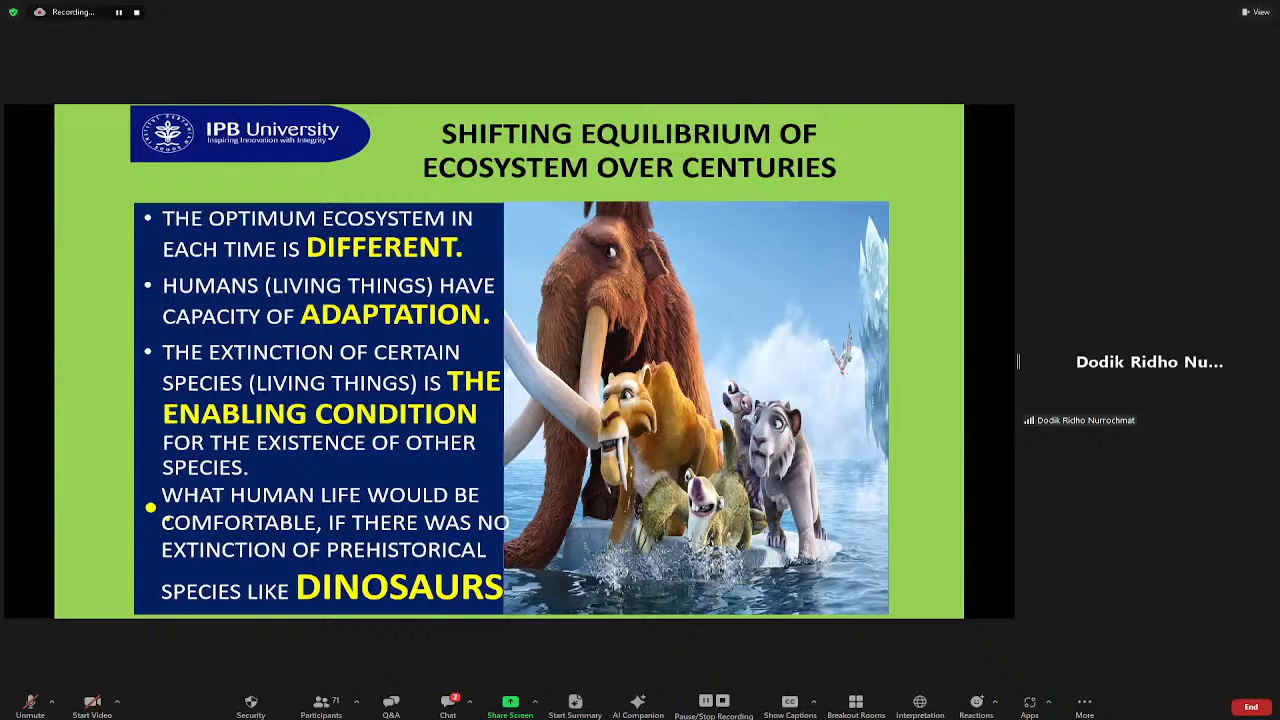 Recording...
View
IPB University
Inspiring Innovation with Integrity
SHIFTING EQUILIBRIUM OF
ECOSYSTEM OVER CENTURIES
• THE OPTIMUM ECOSYSTEM IN
EACH TIME IS DIFFERENT.
• HUMANS (LIVING THINGS) HAVE
CAPACITY OF ADAPTATION.
• THE EXTINCTION OF CERTAIN
SPECIES (LIVING THINGS) IS THE
ENABLING CONDITION
FOR THE EXISTENCE OF OTHER
SPECIES.
• WHAT HUMAN LIFE WOULD BE
COMFORTABLE, IF THERE WAS NO
EXTINCTION OF PREHISTORICAL
SPECIES LIKE DINOSAURS
Dodik Ridho Nu...
Dodik Ridho Nurrochmat
Unmute
Start Video
Security
Participants 71
Q&A
Chat 2
Share Screen
Start Summary
AI Companion
Pause/Stop Recording
Show Captions
Breakout Rooms
Interpretation
Reactions
Apps
More
End